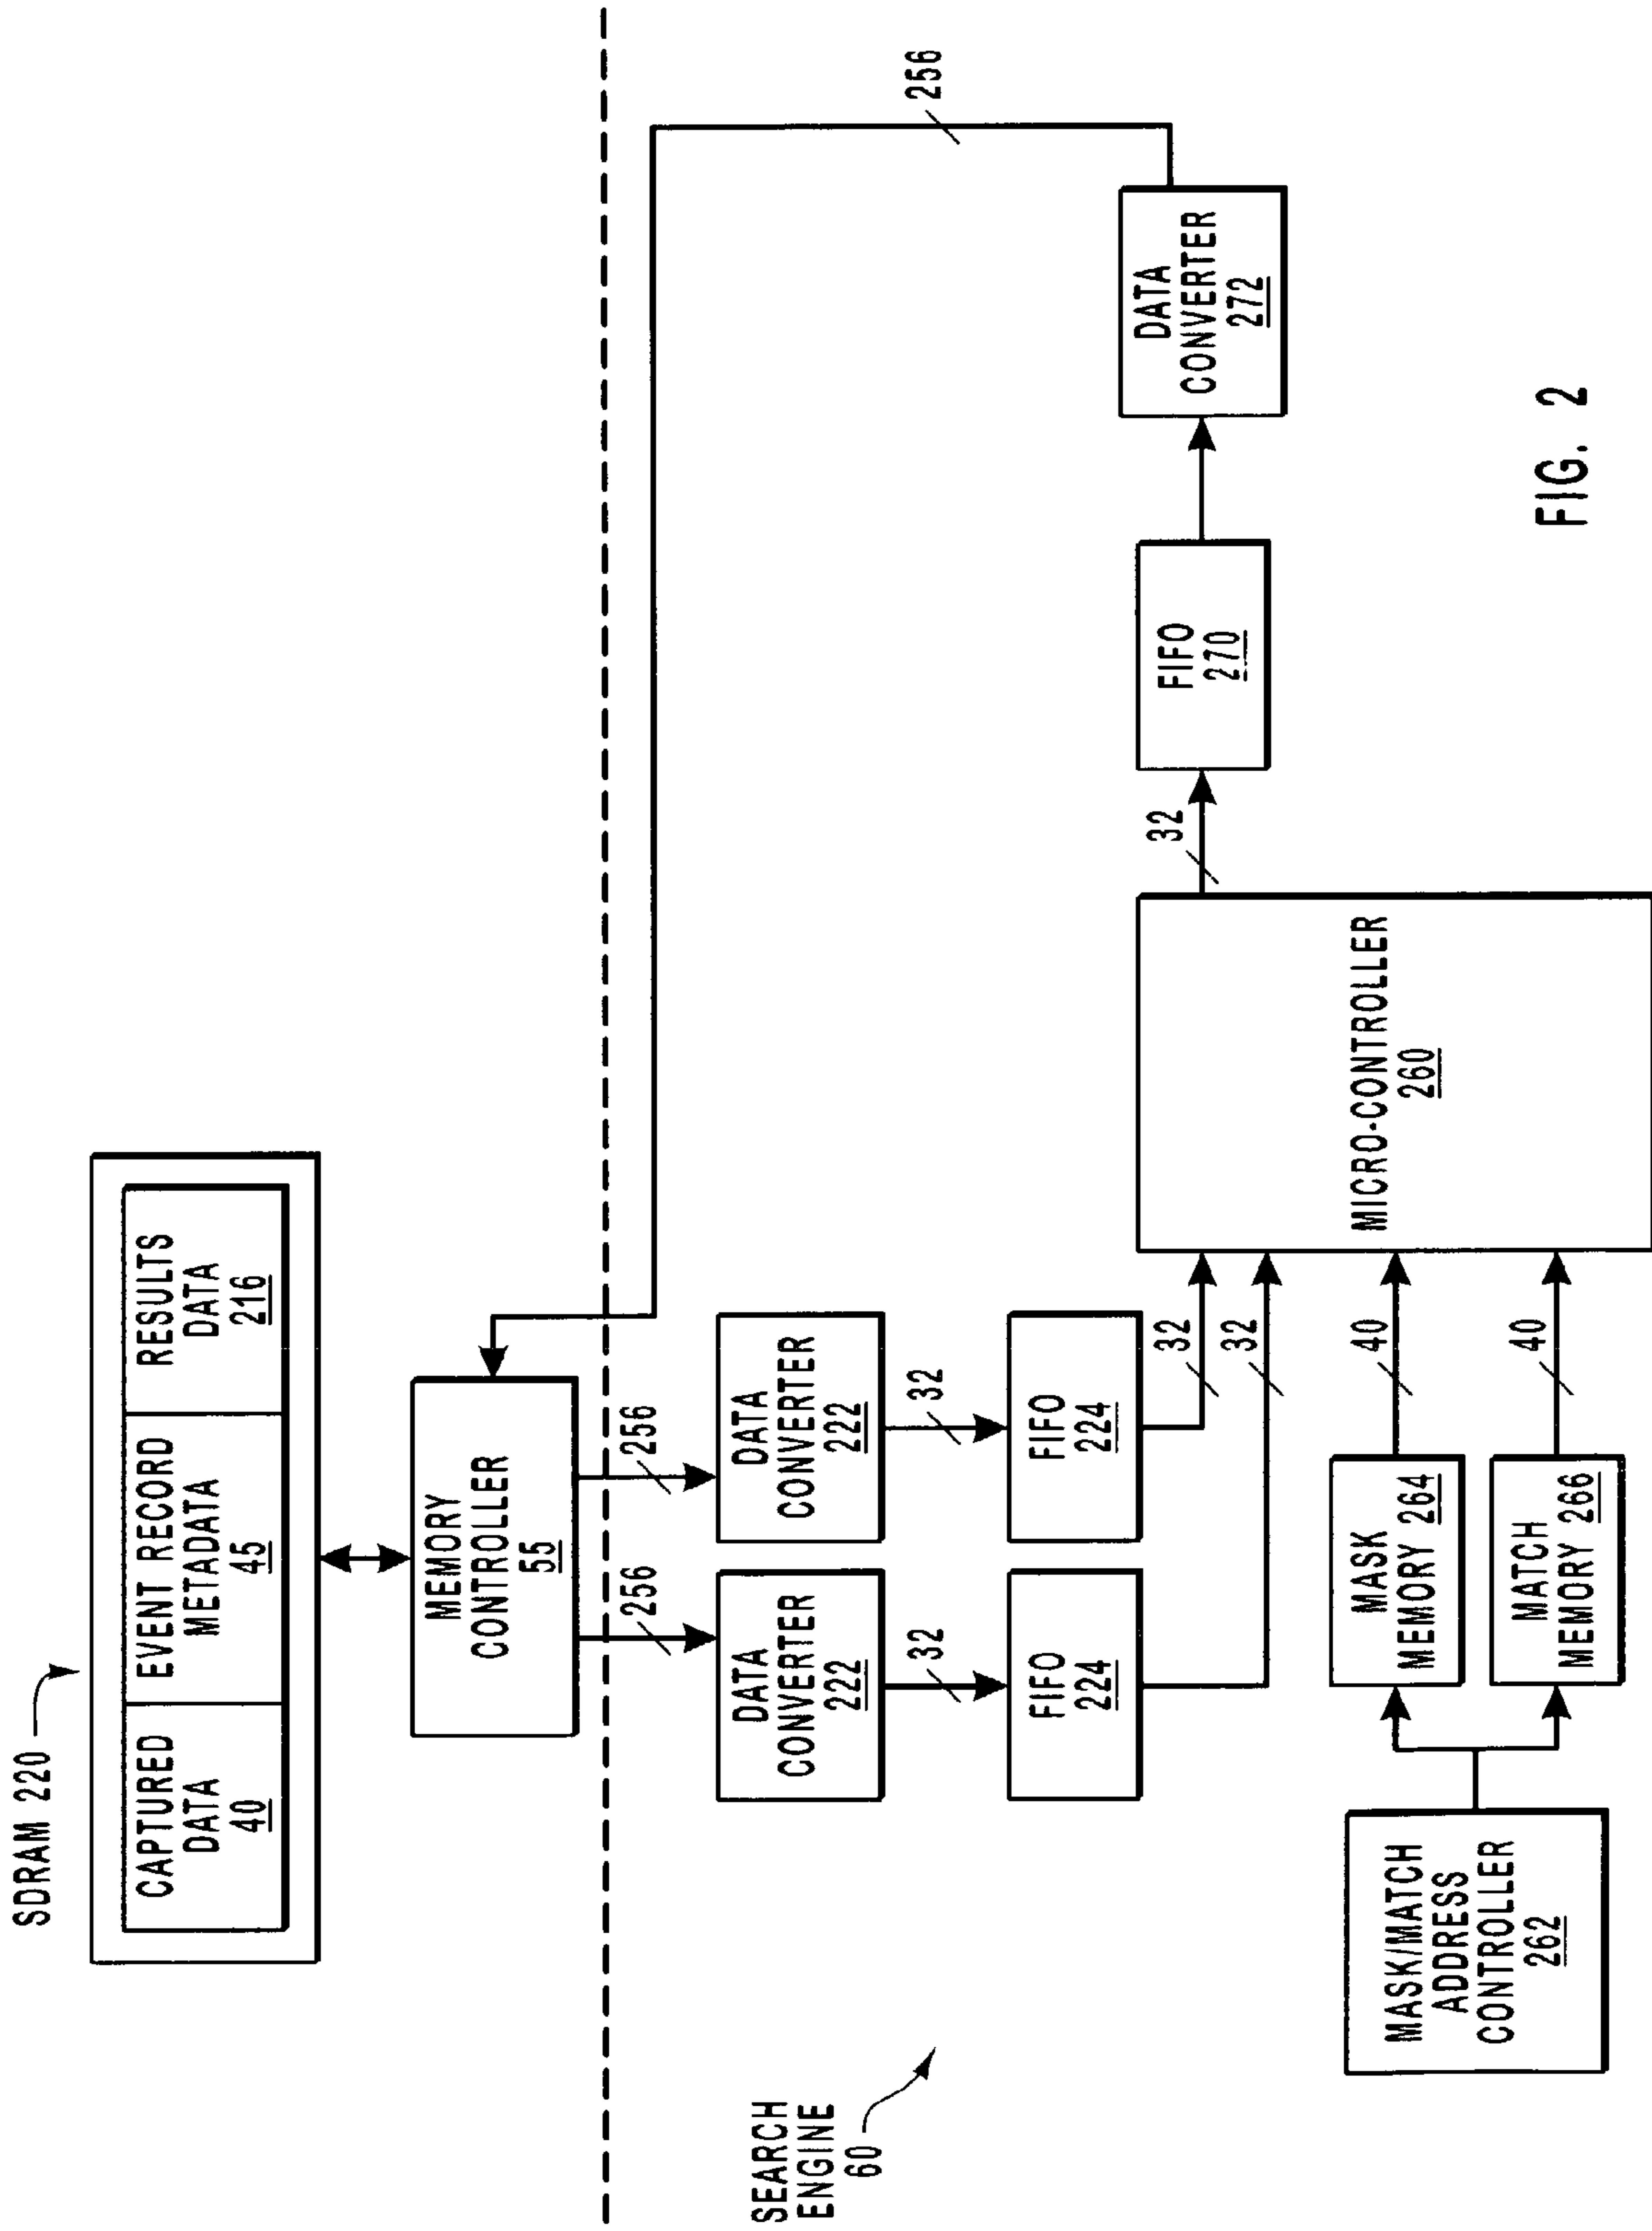 SDRAM 220
CAPTURED
DATA
40
EVENT RECORD
METADATA
45
RESULTS
DATA
216
MEMORY
CONTROLLER
55
256
256
256
SEARCH
ENGINE
60
DATA
CONVERTER
222
DATA
CONVERTER
222
32
32
FIFO
224
FIFO
224
32
32
40
40
MASK/MATCH
ADDRESS
CONTROLLER
262
MASK
MEMORY 264
MATCH
MEMORY 266
MICRO-CONTROLLER
260
32
FIFO
270
DATA
CONVERTER
272
FIG. 2